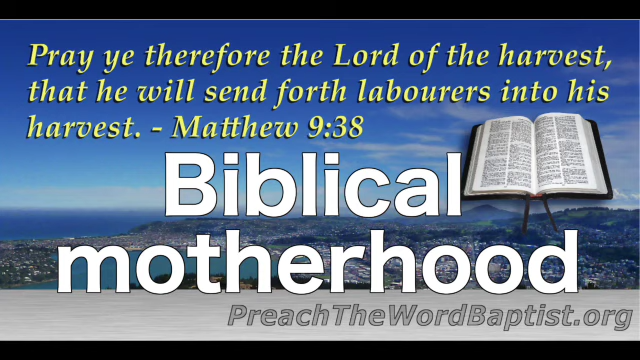 Pray ye therefore the Lord of the harvest,
that he will send forth labourers into his
harvest. - Matthew 9:38
Biblical
motherhood
PreachTheWordBaptist.org